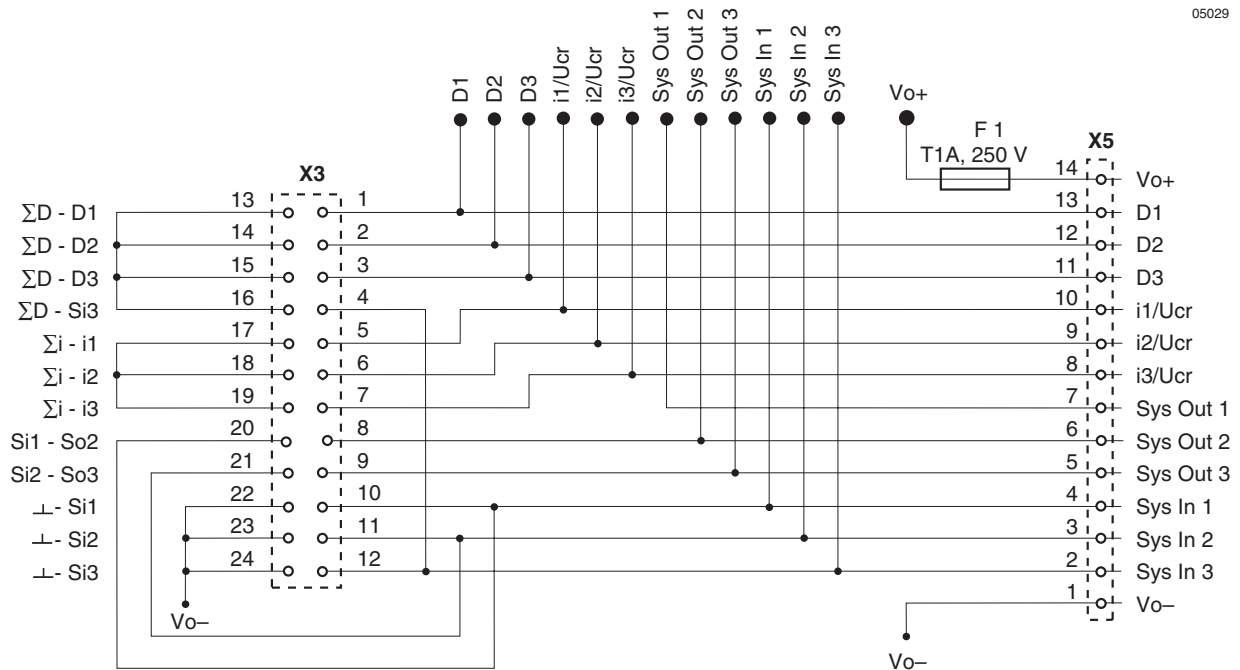 05029
D1
D2
D3
i1/Ucr
i2/Ucr
i3/Ucr
Sys Out 1
Sys Out 2
Sys Out 3
Sys In 1
Sys In 2
Sys In 3
Vo+
F 1
T1A, 250 V
X5
14 Vo+
13 D1
12 D2
11 D3
10 i1/Ucr
9 i2/Ucr
8 i3/Ucr
7 Sys Out 1
6 Sys Out 2
5 Sys Out 3
4 Sys In 1
3 Sys In 2
2 Sys In 3
1 Vo–
Vo–
X3
∑D - D1 13 1
∑D - D2 14 2
∑D - D3 15 3
∑D - Si3 16 4
∑i - i1 17 5
∑i - i2 18 6
∑i - i3 19 7
Si1 - So2 20 8
Si2 - So3 21 9
⊥- Si1 22 10
⊥- Si2 23 11
⊥- Si3 24 12
Vo–